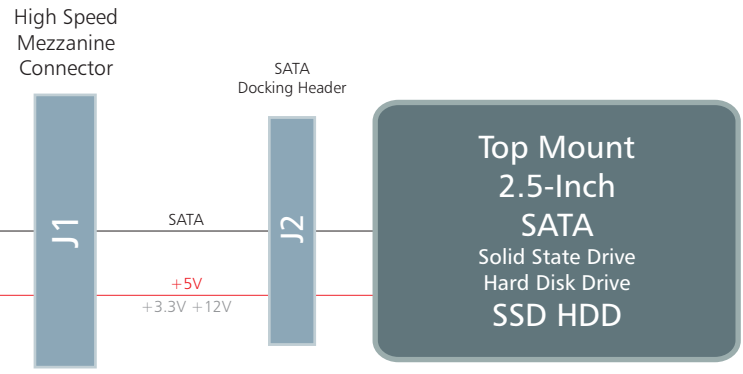 High Speed
Mezzanine
Connector
J1
SATA
+5V
+3.3V +12V
SATA
Docking Header
J2
Top Mount
2.5-Inch
SATA
Solid State Drive
Hard Disk Drive
SSD HDD